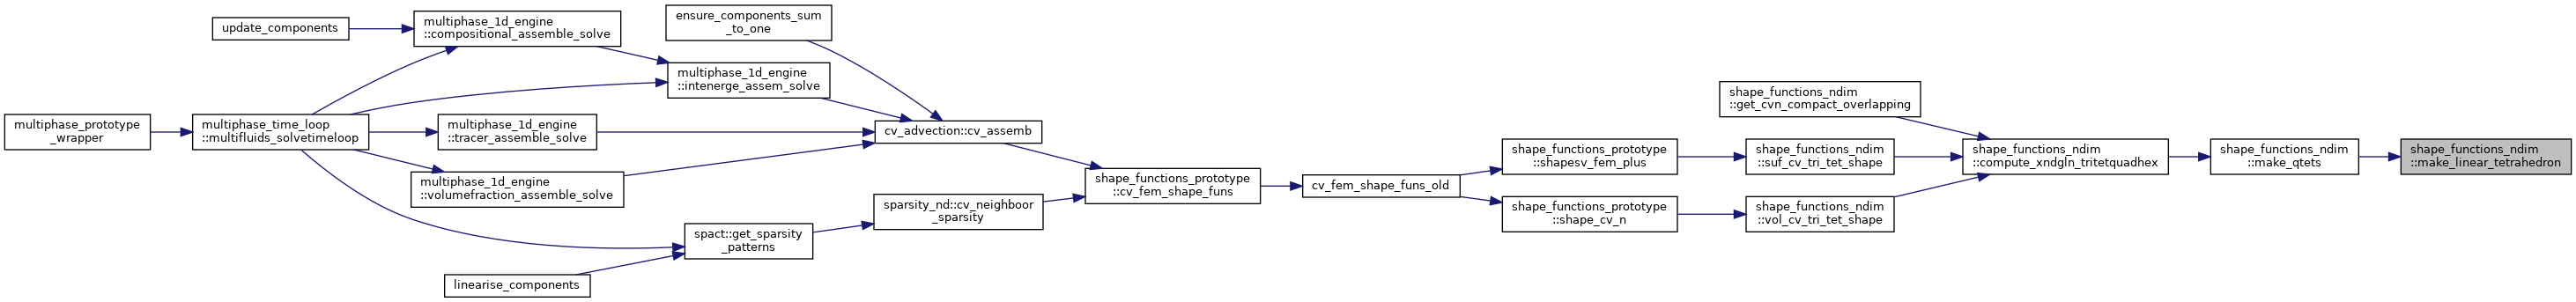 update_components
multiphase_1d_engine
::compositional_assemble_solve
ensure_components_sum
_to_one
multiphase_1d_engine
::intenerge_assem_solve
multiphase_prototype
_wrapper
multiphase_time_loop
::multifluids_solvetimeloop
multiphase_1d_engine
::tracer_assemble_solve
cv_advection::cv_assemb
multiphase_1d_engine
::volumefraction_assemble_solve
sparsity_nd::cv_neighboor
_sparsity
spact::get_sparsity
_patterns
linearise_components
shape_functions_prototype
::cv_fem_shape_funs
cv_fem_shape_funs_old
shape_functions_prototype
::shapesv_fem_plus
shape_functions_prototype
::shape_cv_n
shape_functions_ndim
::get_cvn_compact_overlapping
shape_functions_ndim
::suf_cv_tri_tet_shape
shape_functions_ndim
::vol_cv_tri_tet_shape
shape_functions_ndim
::compute_xndgln_tritetquadhex
shape_functions_ndim
::make_qtets
shape_functions_ndim
::make_linear_tetrahedron